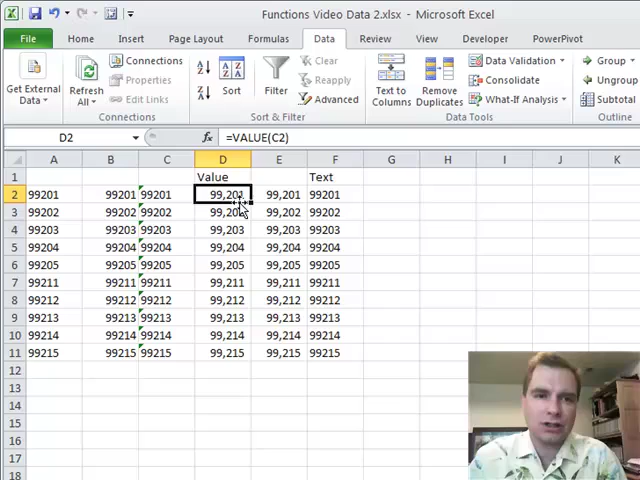 Functions Video Data 2.xlsx - Microsoft Excel
File Home Insert Page Layout Formulas Data Review View Developer PowerPivot
Get External Data
Refresh All
Connections
Properties
Edit Links
Connections
Sort
Filter
Clear
Reapply
Advanced
Sort & Filter
Text to Columns
Remove Duplicates
Data Validation
Consolidate
What-If Analysis
Data Tools
Group
Ungroup
Subtotal
Outline
D2 fx =VALUE(C2)
A B C D E F G H I J K
1 Value Text
2 99201 99201 99201 99,201 99,201 99201
3 99202 99202 99202 99,202 99,202 99202
4 99203 99203 99203 99,203 99,203 99203
5 99204 99204 99204 99,204 99,204 99204
6 99205 99205 99205 99,205 99,205 99205
7 99211 99211 99211 99,211 99,211 99211
8 99212 99212 99212 99,212 99,212 99212
9 99213 99213 99213 99,213 99,213 99213
10 99214 99214 99214 99,214 99,214 99214
11 99215 99215 99215 99,215 99,215 99215
12
13
14
15
16
17
18